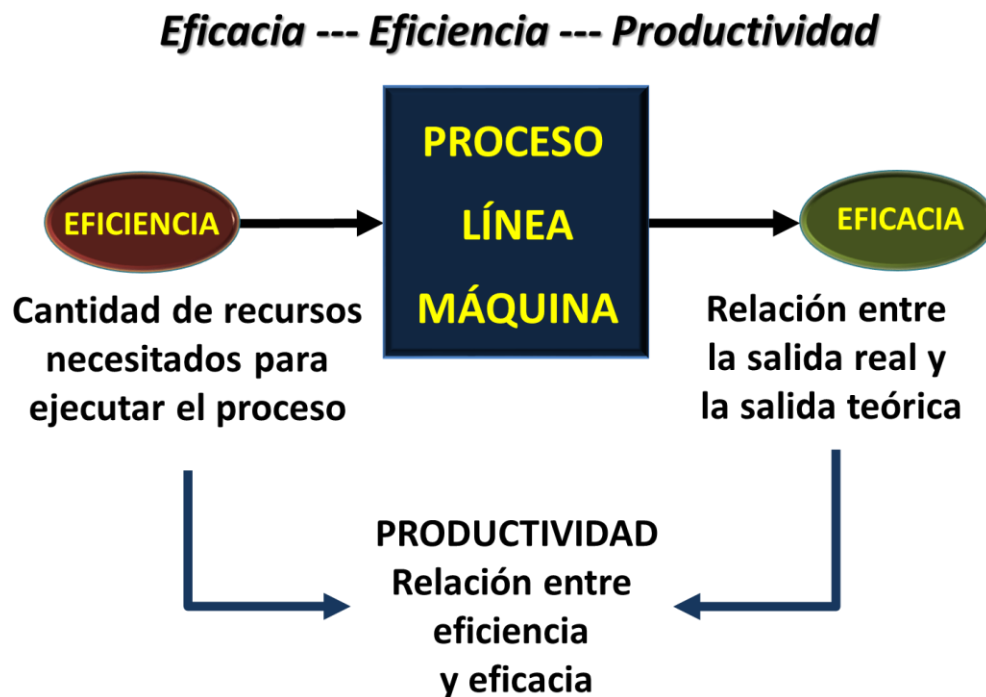 Eficacia --- Eficiencia --- Productividad
EFICIENCIA
PROCESO
LÍNEA
MÁQUINA
EFICACIA
Cantidad de recursos
necesitados para
ejecutar el proceso
Relación entre
la salida real y
la salida teórica
PRODUCTIVIDAD
Relación entre
eficiencia
y eficacia